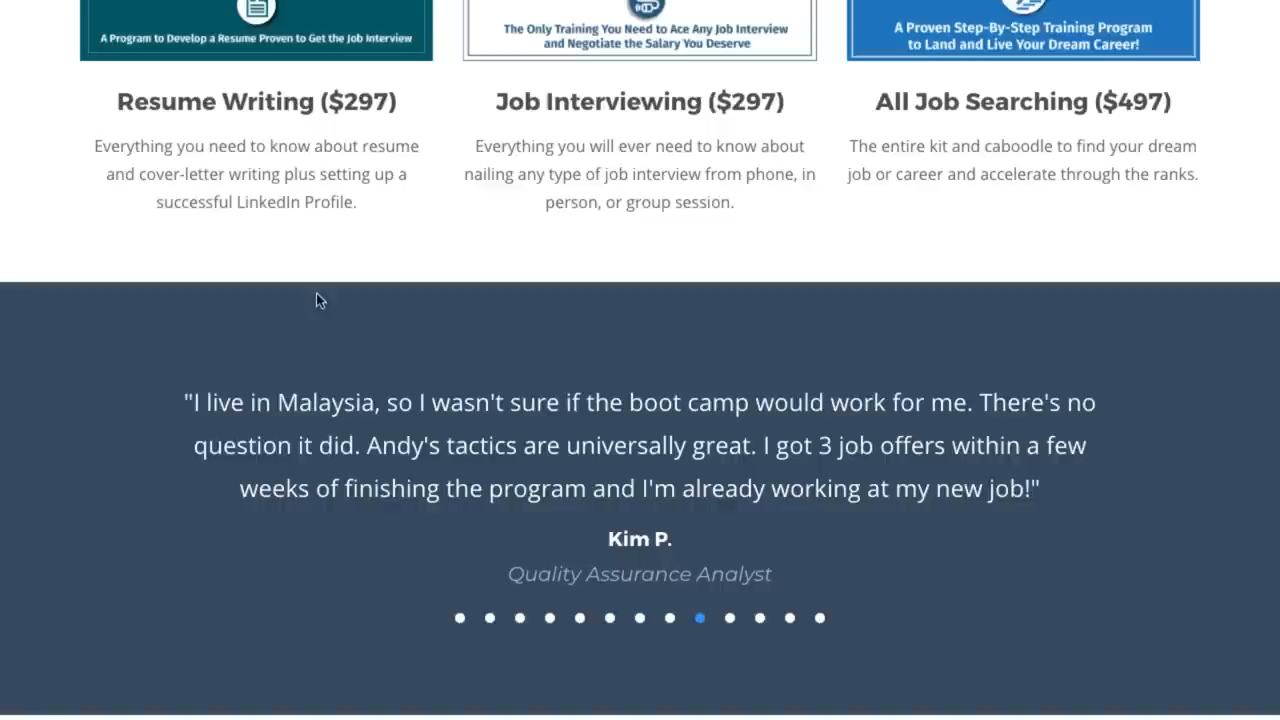 A Program to Develop a Resume Proven to Get the Job Interview
The Only Training You Need to Ace Any Job Interview
and Negotiate the Salary You Deserve
A Proven Step-By-Step Training Program
to Land and Live Your Dream Career!
Resume Writing ($297)
Everything you need to know about resume
and cover-letter writing plus setting up a
successful LinkedIn Profile.
Job Interviewing ($297)
Everything you will ever need to know about
nailing any type of job interview from phone, in
person, or group session.
All Job Searching ($497)
The entire kit and caboodle to find your dream
job or career and accelerate through the ranks.
"I live in Malaysia, so I wasn't sure if the boot camp would work for me. There's no
question it did. Andy's tactics are universally great. I got 3 job offers within a few
weeks of finishing the program and I'm already working at my new job!"
Kim P.
Quality Assurance Analyst